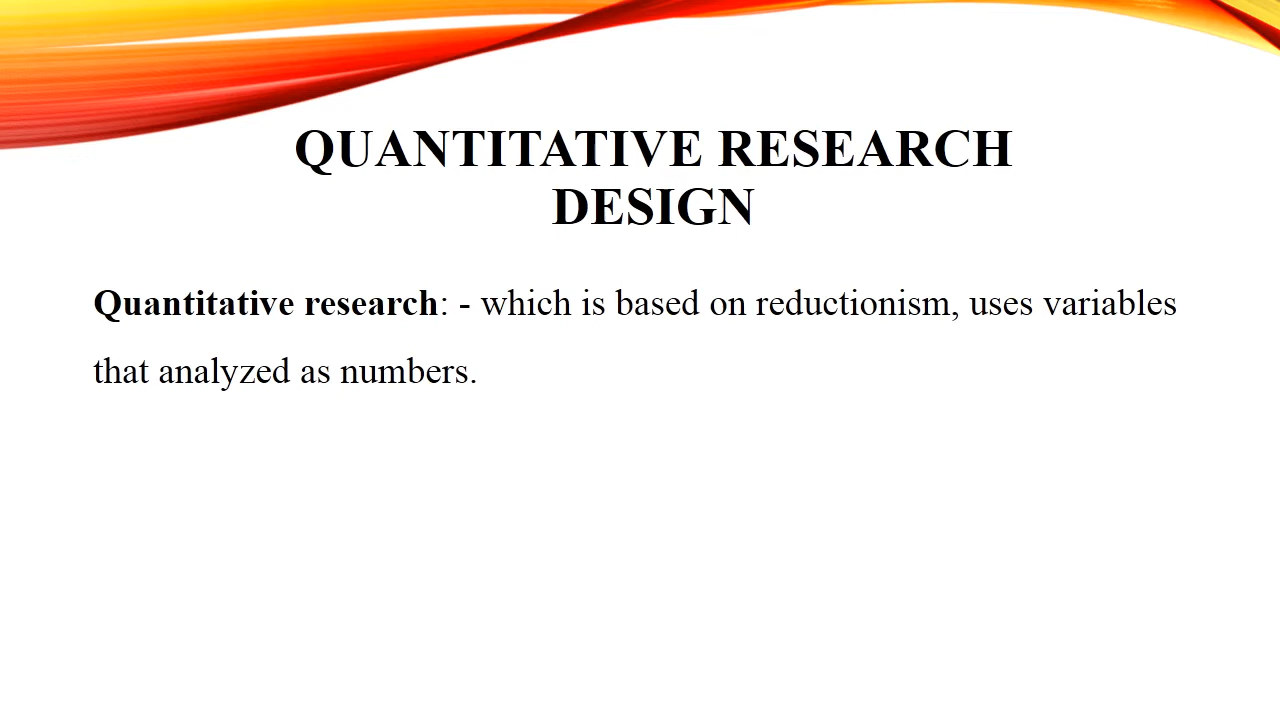 QUANTITATIVE RESEARCH
DESIGN
Quantitative research: - which is based on reductionism, uses variables
that analyzed as numbers.